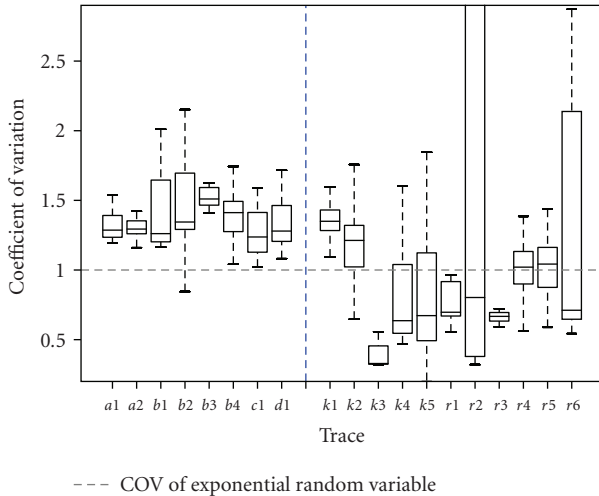 2.5
2
1.5
1
0.5
Coefficient of variation
a1 a2 b1 b2 b3 b4 c1 d1 k1 k2 k3 k4 k5 r1 r2 r3 r4 r5 r6
Trace
COV of exponential random variable